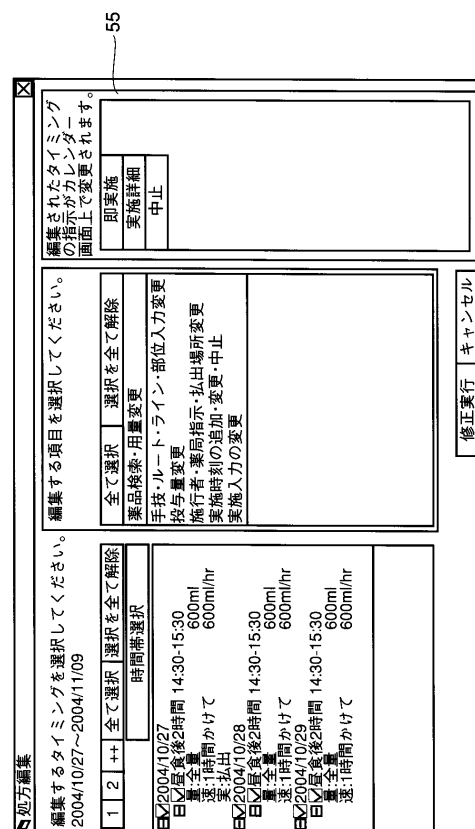 処方編集
編集するタイミングを選択してください。
2004/10/27～2004/11/09
1 2 ++ 全て選択 選択を全て解除
時間帯選択
2004/10/27
昼食後2時間 14:30-15:30
量:全量 600ml
速:1時間かけて 600ml/hr
実:払出
2004/10/28
昼食後2時間 14:30-15:30
量:全量 600ml
速:1時間かけて 600ml/hr
2004/10/29
昼食後2時間 14:30-15:30
量:全量 600ml
速:1時間かけて 600ml/hr
編集する項目を選択してください。
全て選択 選択を全て解除
薬品検索・用量変更
手技・ルート・ライン・部位入力変更
投与量変更
施行者・薬局指示・払出場所変更
実施時刻の追加・変更・中止
実施入力の変更
編集されたタイミング
の指示がカレンダー
画面上で変更されます。
即実施
実施詳細
中止
修正実行 キャンセル
55